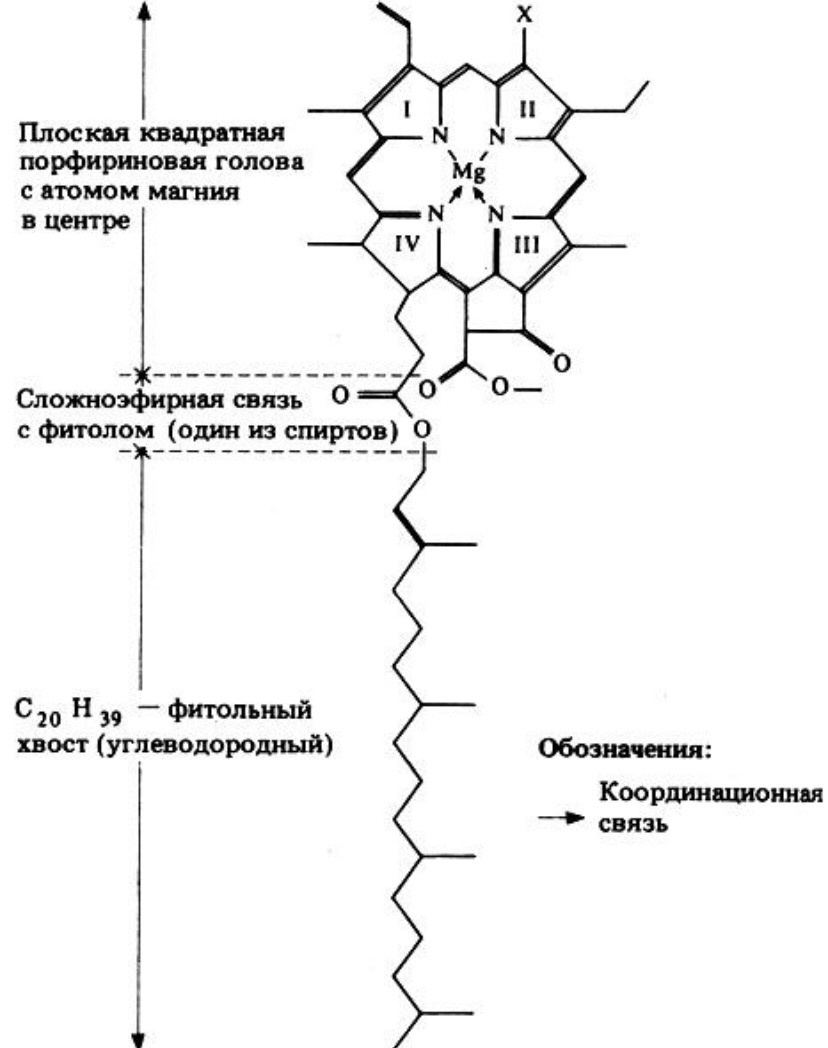 X
I
II
N
N
Mg
N
N
IV
III
Плоская квадратная
порфириновая голова
с атомом магния
в центре
O
O
O
O
Сложноэфирная связь
с фитолом (один из спиртов)
O
C₂₀ H₃₉ — фитольный
хвост (углеводородный)
Обозначения:
Координационная
связь